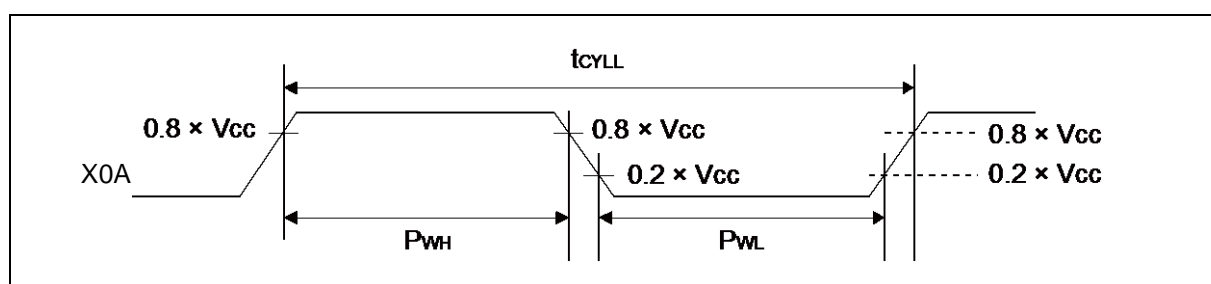 tCYLL
0.8 × Vcc
0.8 × Vcc
0.8 × Vcc
X0A
0.2 × Vcc
0.2 × Vcc
PWH
PWL